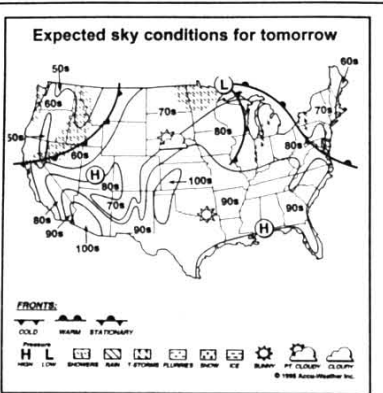 Expected sky conditions for tomorrow
50s
60s
60s
L
70s
70s
50s
80s
80s
60s
H
80s
100s
70s
80s
90s
90s
90s
90s
100s
H
FRONTS:
COLD WARM STATIONARY
Pressure
H L
HIGH LOW SHOWERS RAIN T-STORMS FLURRIES SNOW ICE SUNNY PT. CLOUDY CLOUDY
© 1998 Accu-Weather Inc.